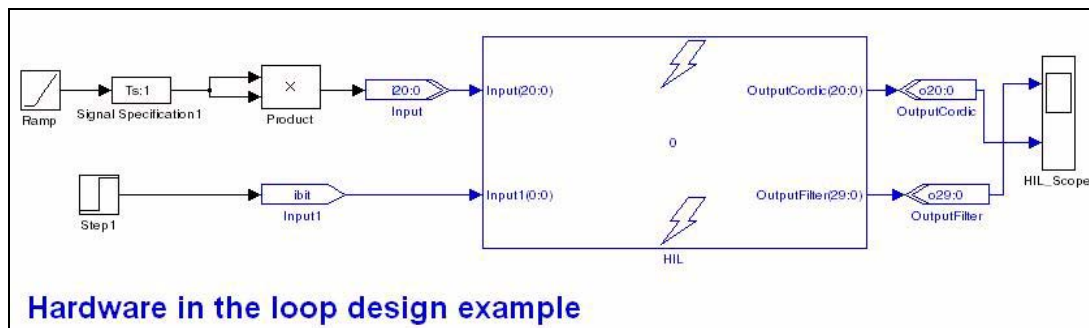 Ramp
Ts:1
Signal Specification1
×
Product
i20:0
Input
Input(20:0)
OutputCordic(20:0)
o20:0
OutputCordic
0
HIL_Scope
Step1
ibit
Input1
Input1(0:0)
OutputFilter(29:0)
o29:0
OutputFilter
HIL
Hardware in the loop design example